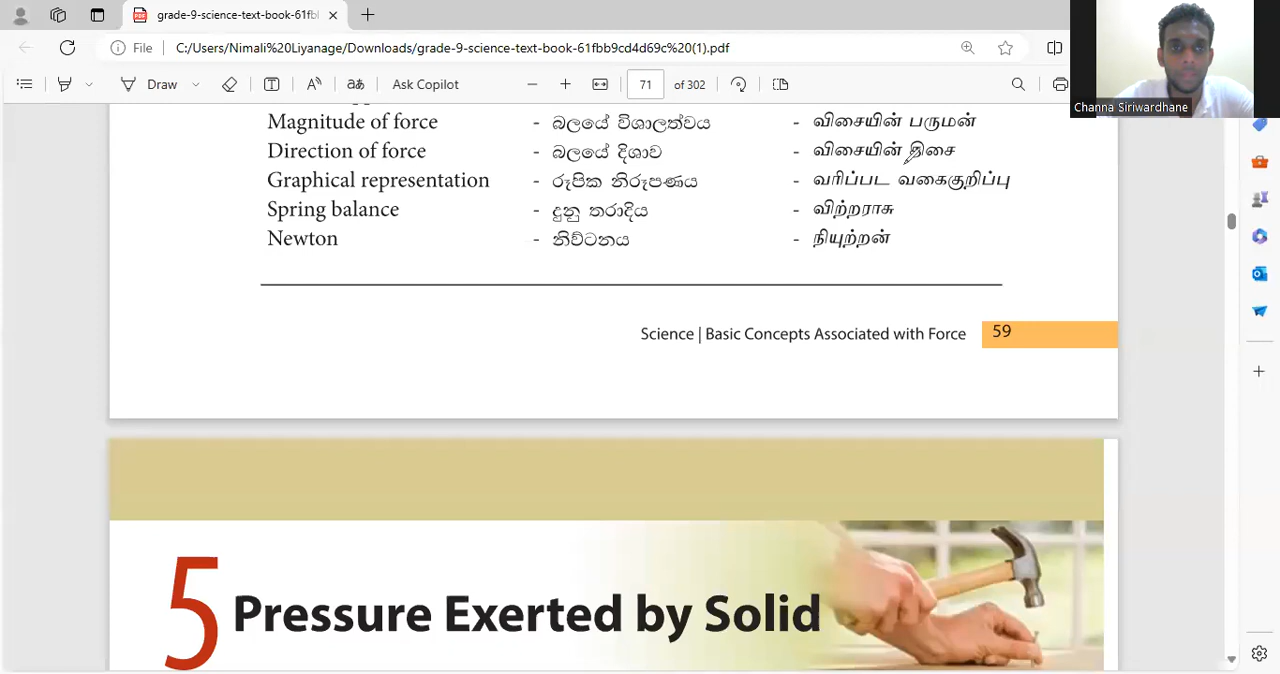 grade-9-science-text-book-61fb
File C:/Users/Nimali%20Liyanage/Downloads/grade-9-science-text-book-61fbb9cd4d69c%20(1).pdf
Draw Ask Copilot 71 of 302
Channa Siriwardhane
Magnitude of force - බලයේ විශාලත්වය - விசையின் பருமன்
Direction of force - බලයේ දිශාව - விசையின் திசை
Graphical representation - රූපික නිරූපණය - வரிப்பட வகைகுறிப்பு
Spring balance - දුනු තරාදිය - விற்றராசு
Newton - නිව්ටනය - நியுற்றன்
Science | Basic Concepts Associated with Force 59
5 Pressure Exerted by Solid